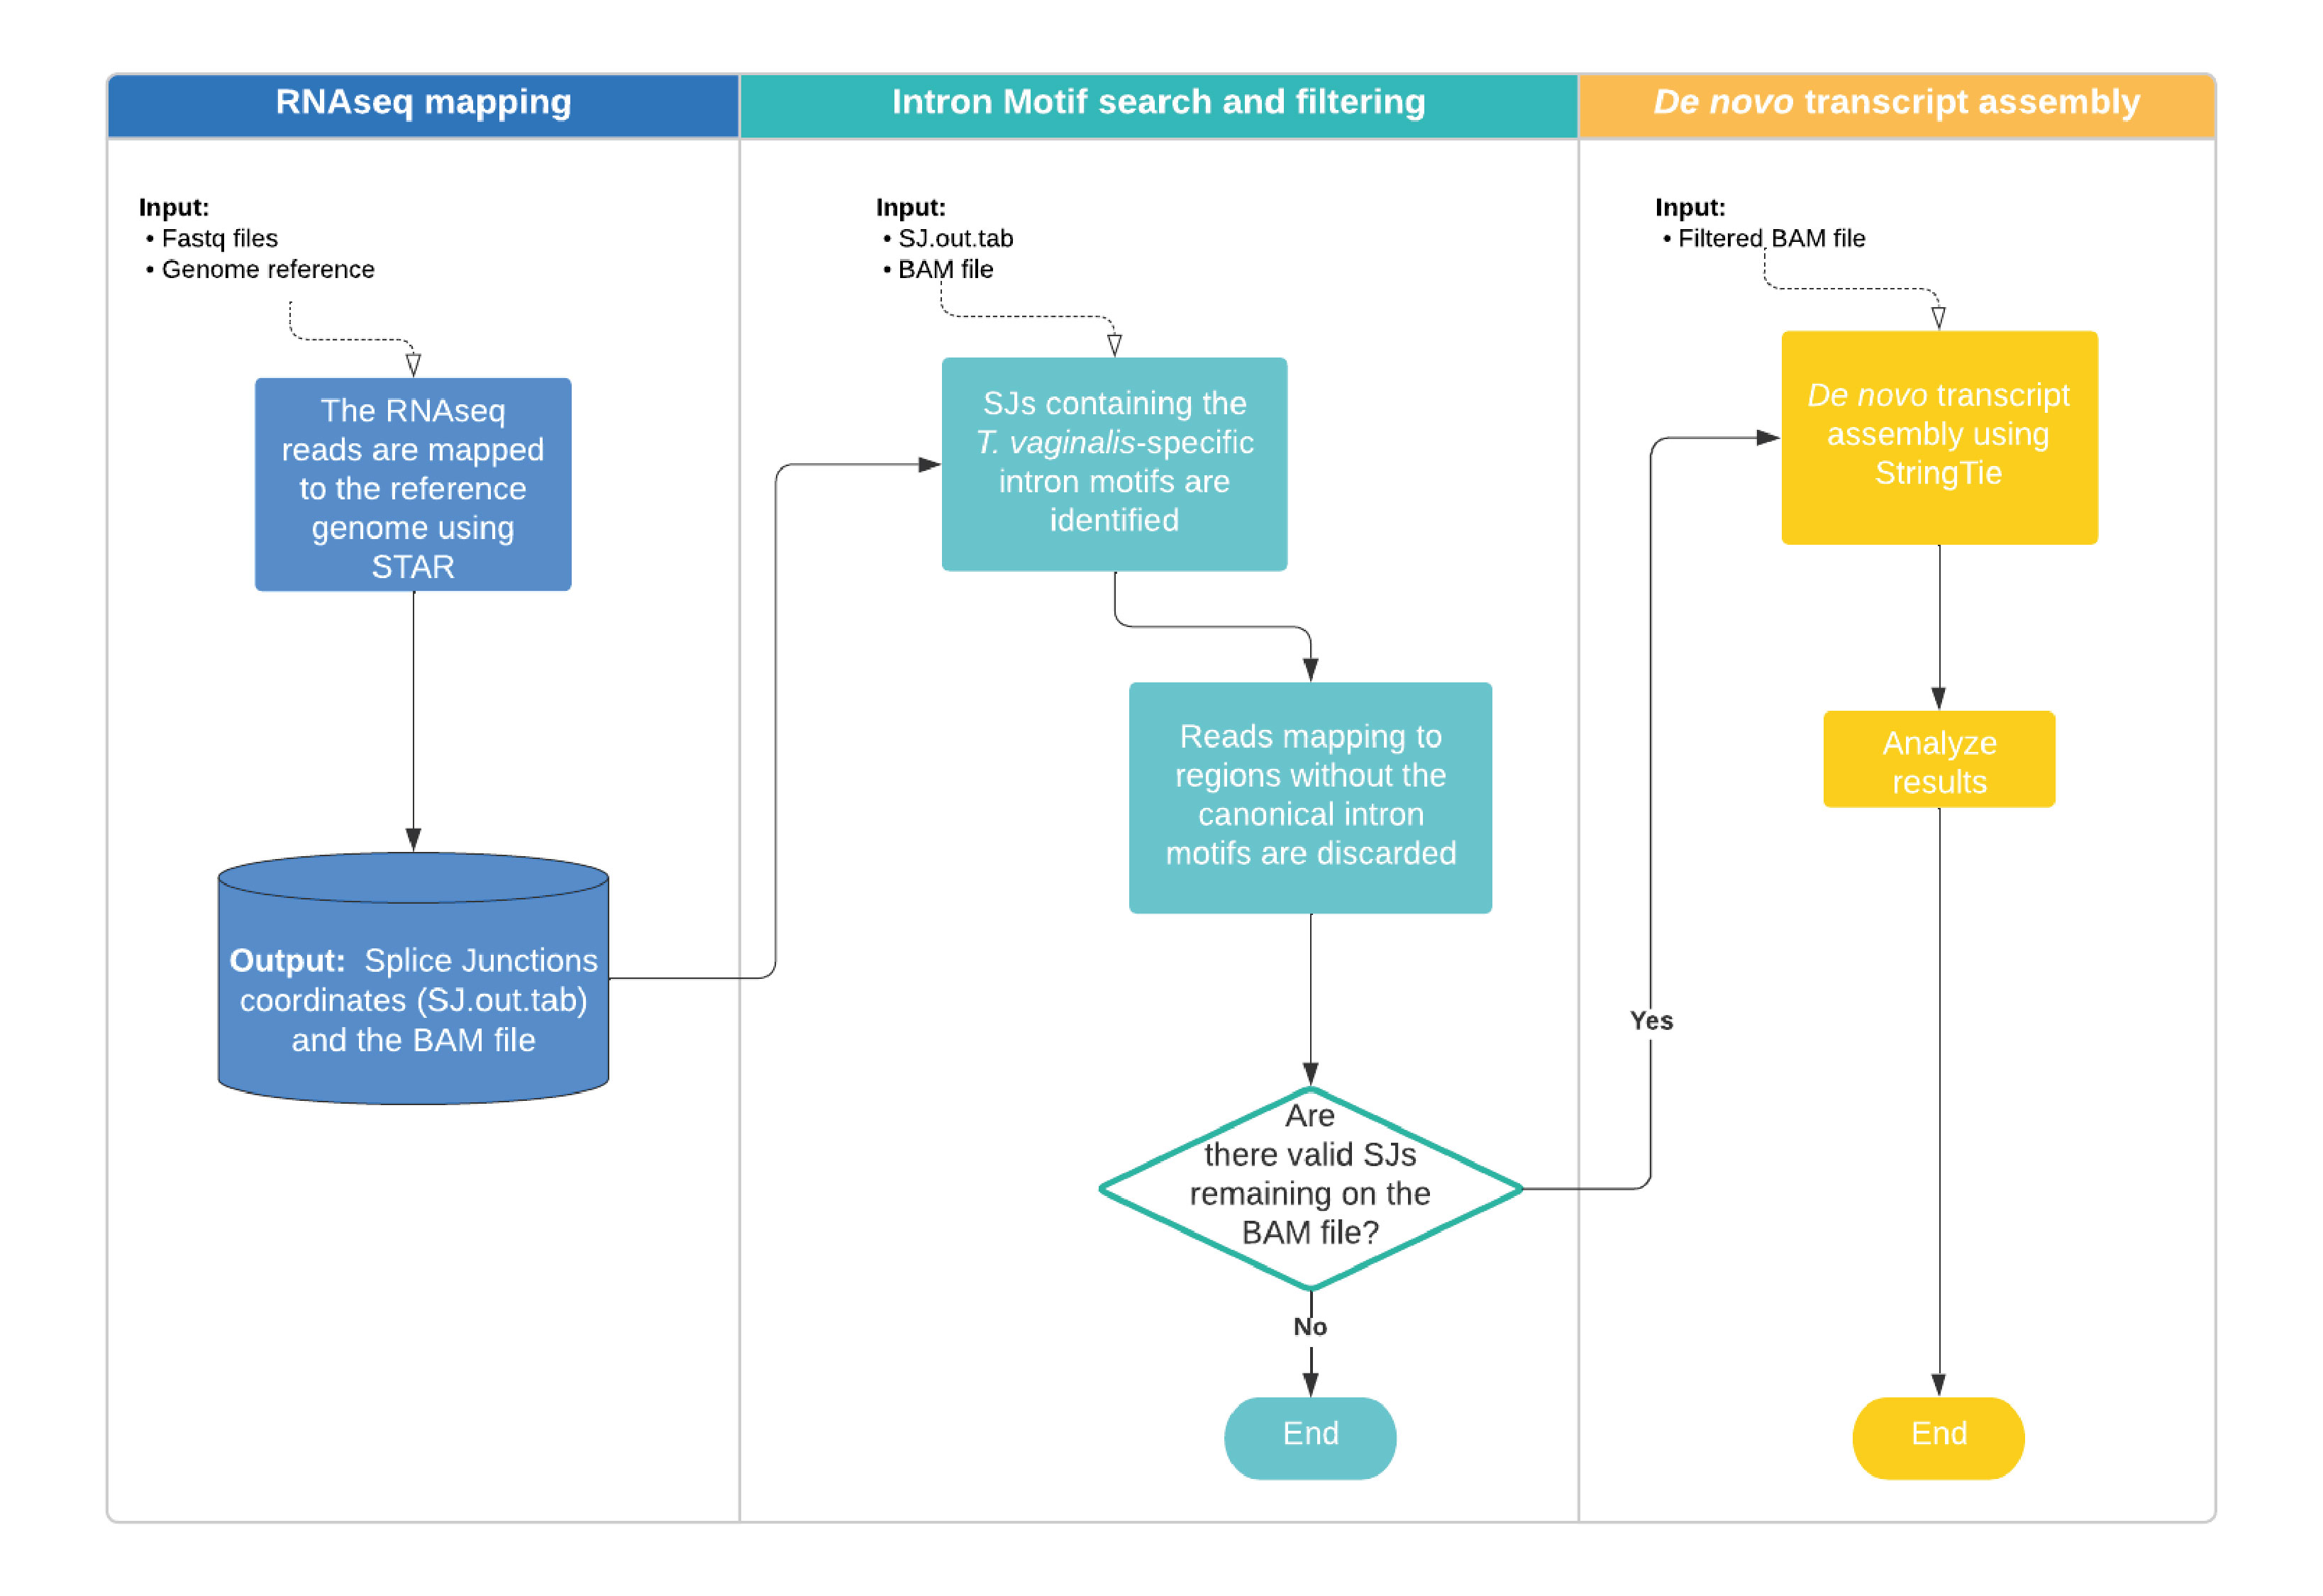 RNAseq mapping
Input:
• Fastq files
• Genome reference
The RNAseq
reads are mapped
to the reference
genome using
STAR
Output: Splice Junctions
coordinates (SJ.out.tab)
and the BAM file
Intron Motif search and filtering
Input:
• SJ.out.tab
• BAM file
SJs containing the
T. vaginalis-specific
intron motifs are
identified
Reads mapping to
regions without the
canonical intron
motifs are discarded
Are
there valid SJs
remaining on the
BAM file?
Yes
No
End
De novo transcript assembly
Input:
• Filtered BAM file
De novo transcript
assembly using
StringTie
Analyze
results
End